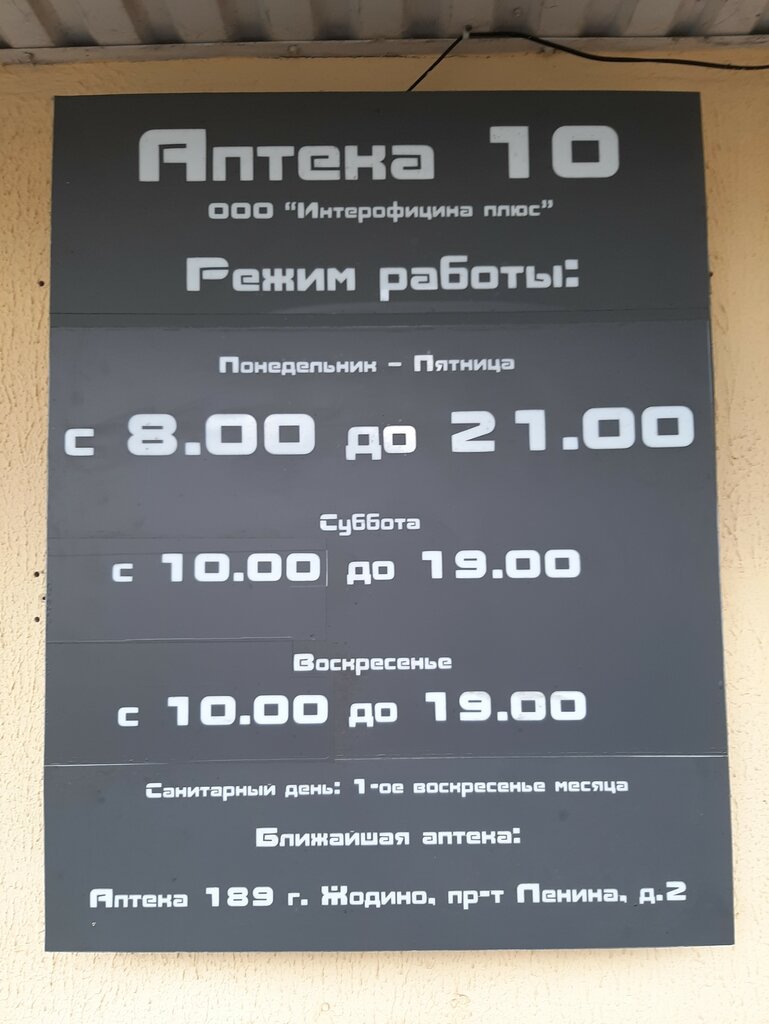 Аптека 10
ООО "Интерофицина плюс"
Режим работы:
Понедельник - Пятница
с 8.00 до 21.00
Суббота
с 10.00 до 19.00
Воскресенье
с 10.00 до 19.00
Санитарный день: 1-ое воскресенье месяца
Ближайшая аптека:
Аптека 189 г. Жодино, пр-т Ленина, д.2